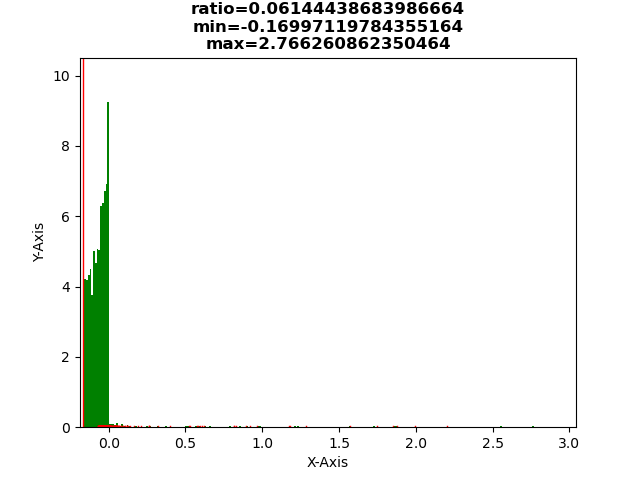 ratio=0.06144438683986664
min=-0.16997119784355164
max=2.766260862350464
10
8
6
4
2
0
Y-Axis
0.0 0.5 1.0 1.5 2.0 2.5 3.0
X-Axis